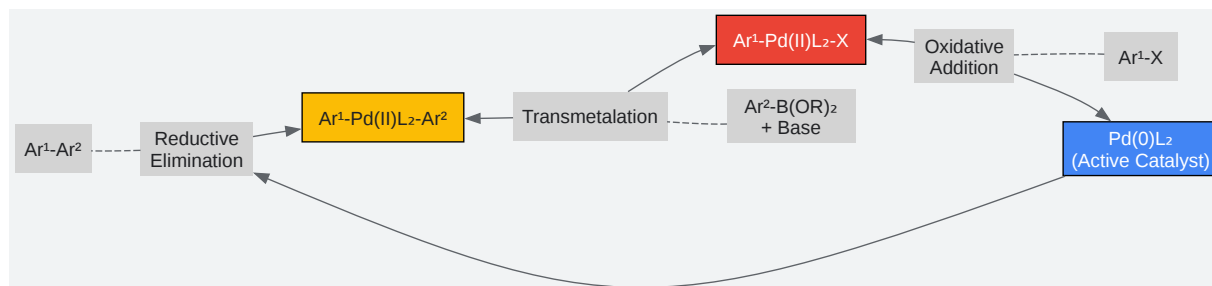 Ar¹-Pd(II)L₂-X
Oxidative
Addition
Ar¹-X
Ar¹-Pd(II)L₂-Ar²
Transmetalation
Ar²-B(OR)₂
+ Base
Ar¹-Ar²
Reductive
Elimination
Pd(0)L₂
(Active Catalyst)